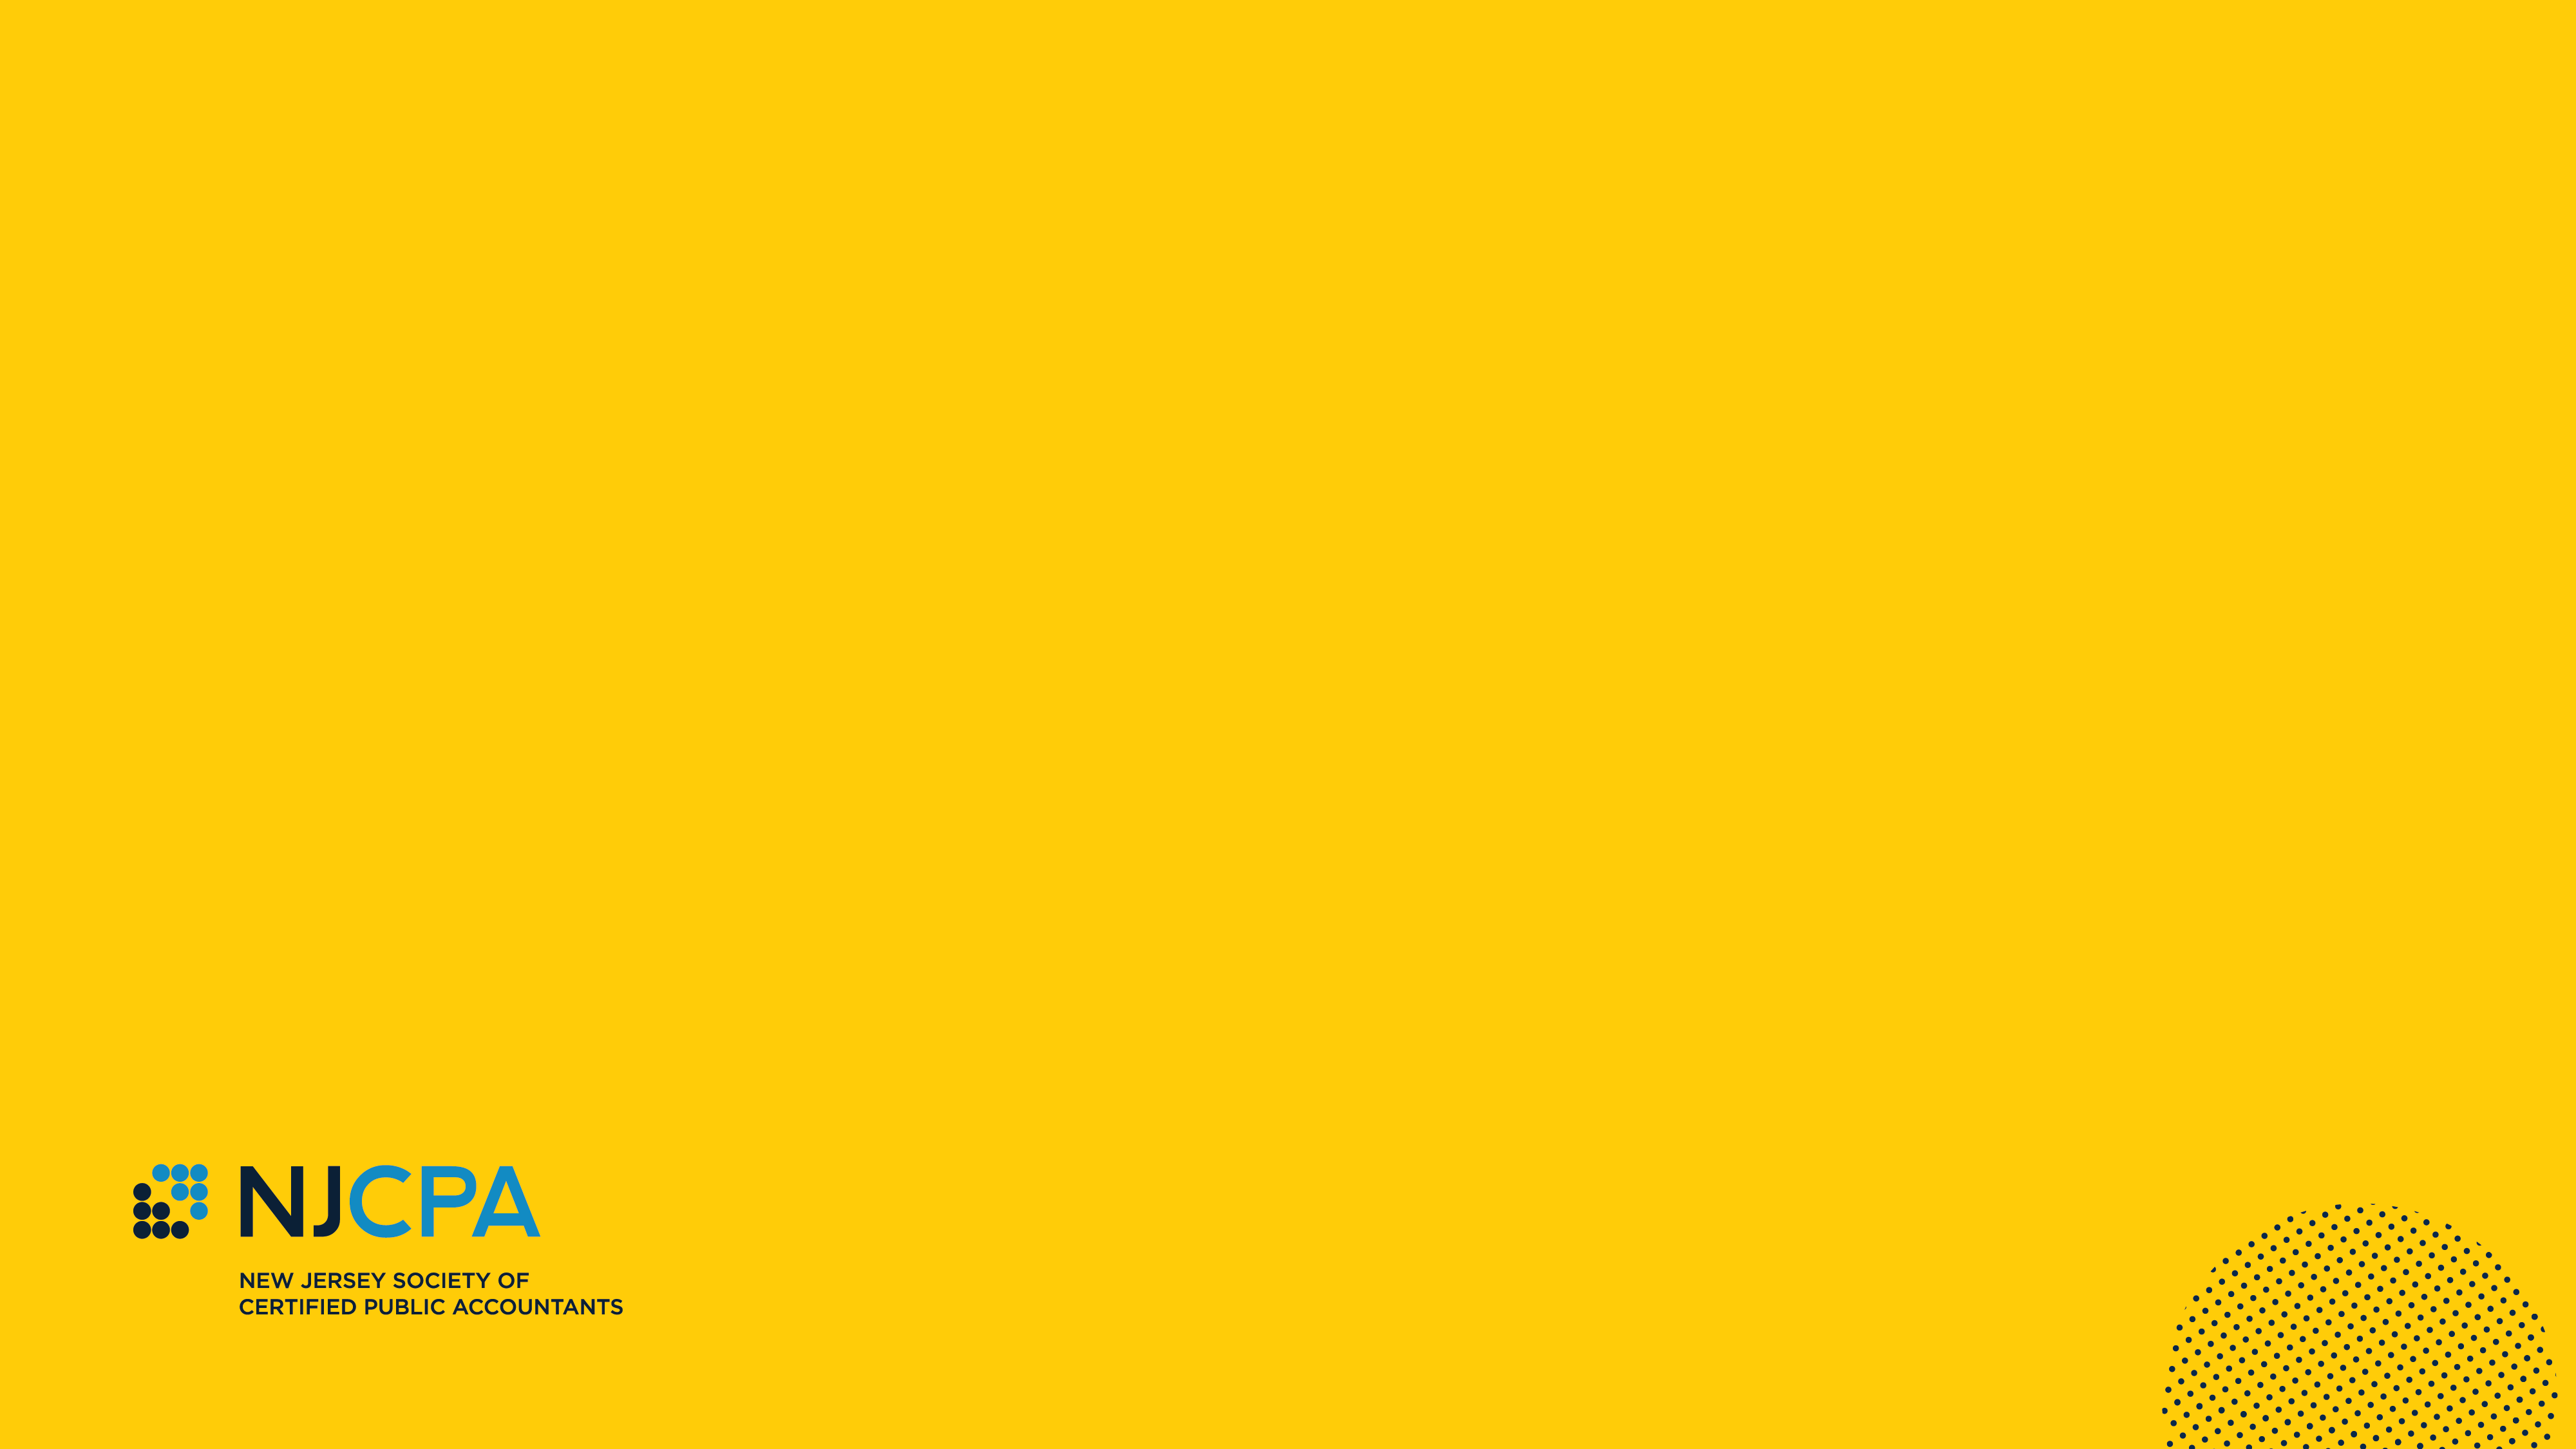 NJCPA
NEW JERSEY SOCIETY OF
CERTIFIED PUBLIC ACCOUNTANTS